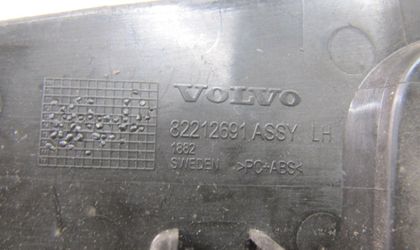 VOLVO
82212691 ASSY LH
1882
SWEDEN >PC+ABS<